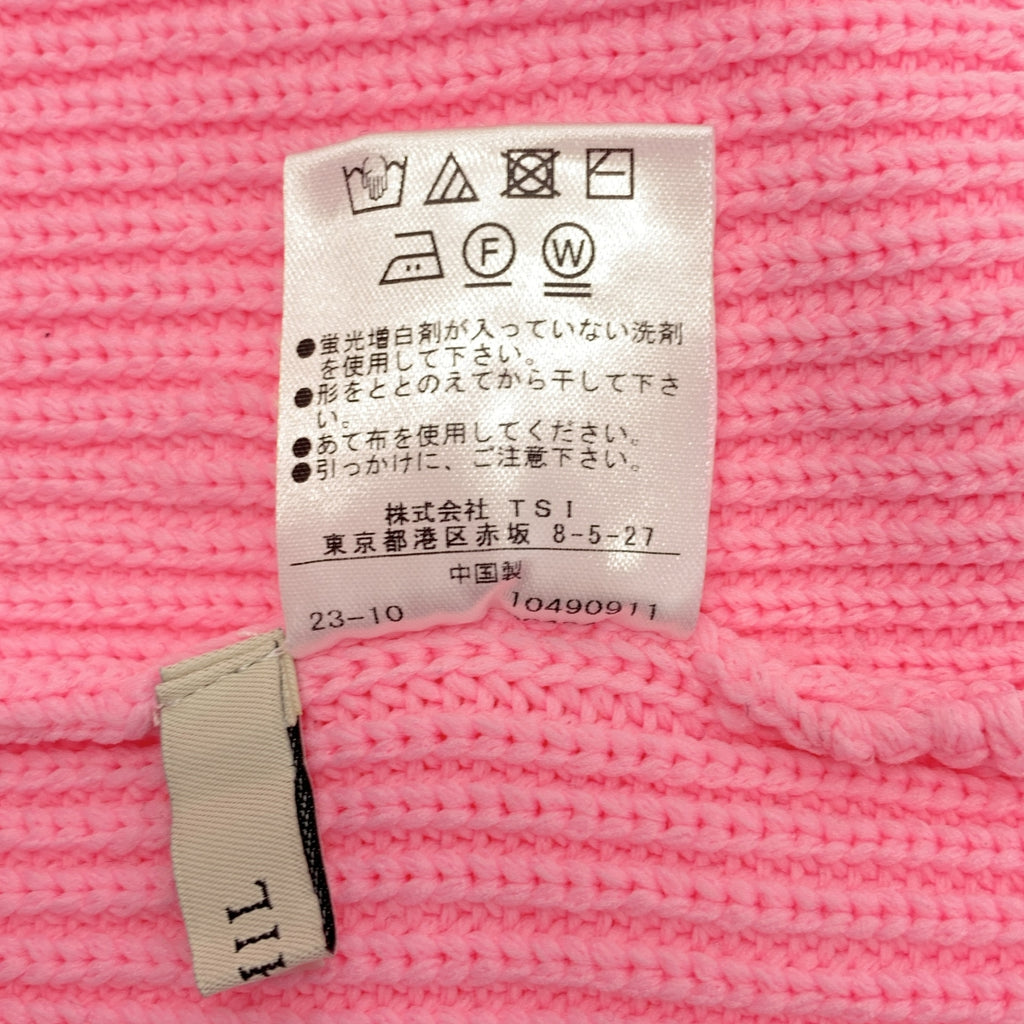 F W
●蛍光増白剤が入っていない洗剤
を使用して下さい。
●形をととのえてから干して下さ
い。
●あて布を使用してください。
●引っかけに、ご注意下さい。
株式会社 TSI
東京都港区赤坂 8-5-27
中国製
23-10 10490911